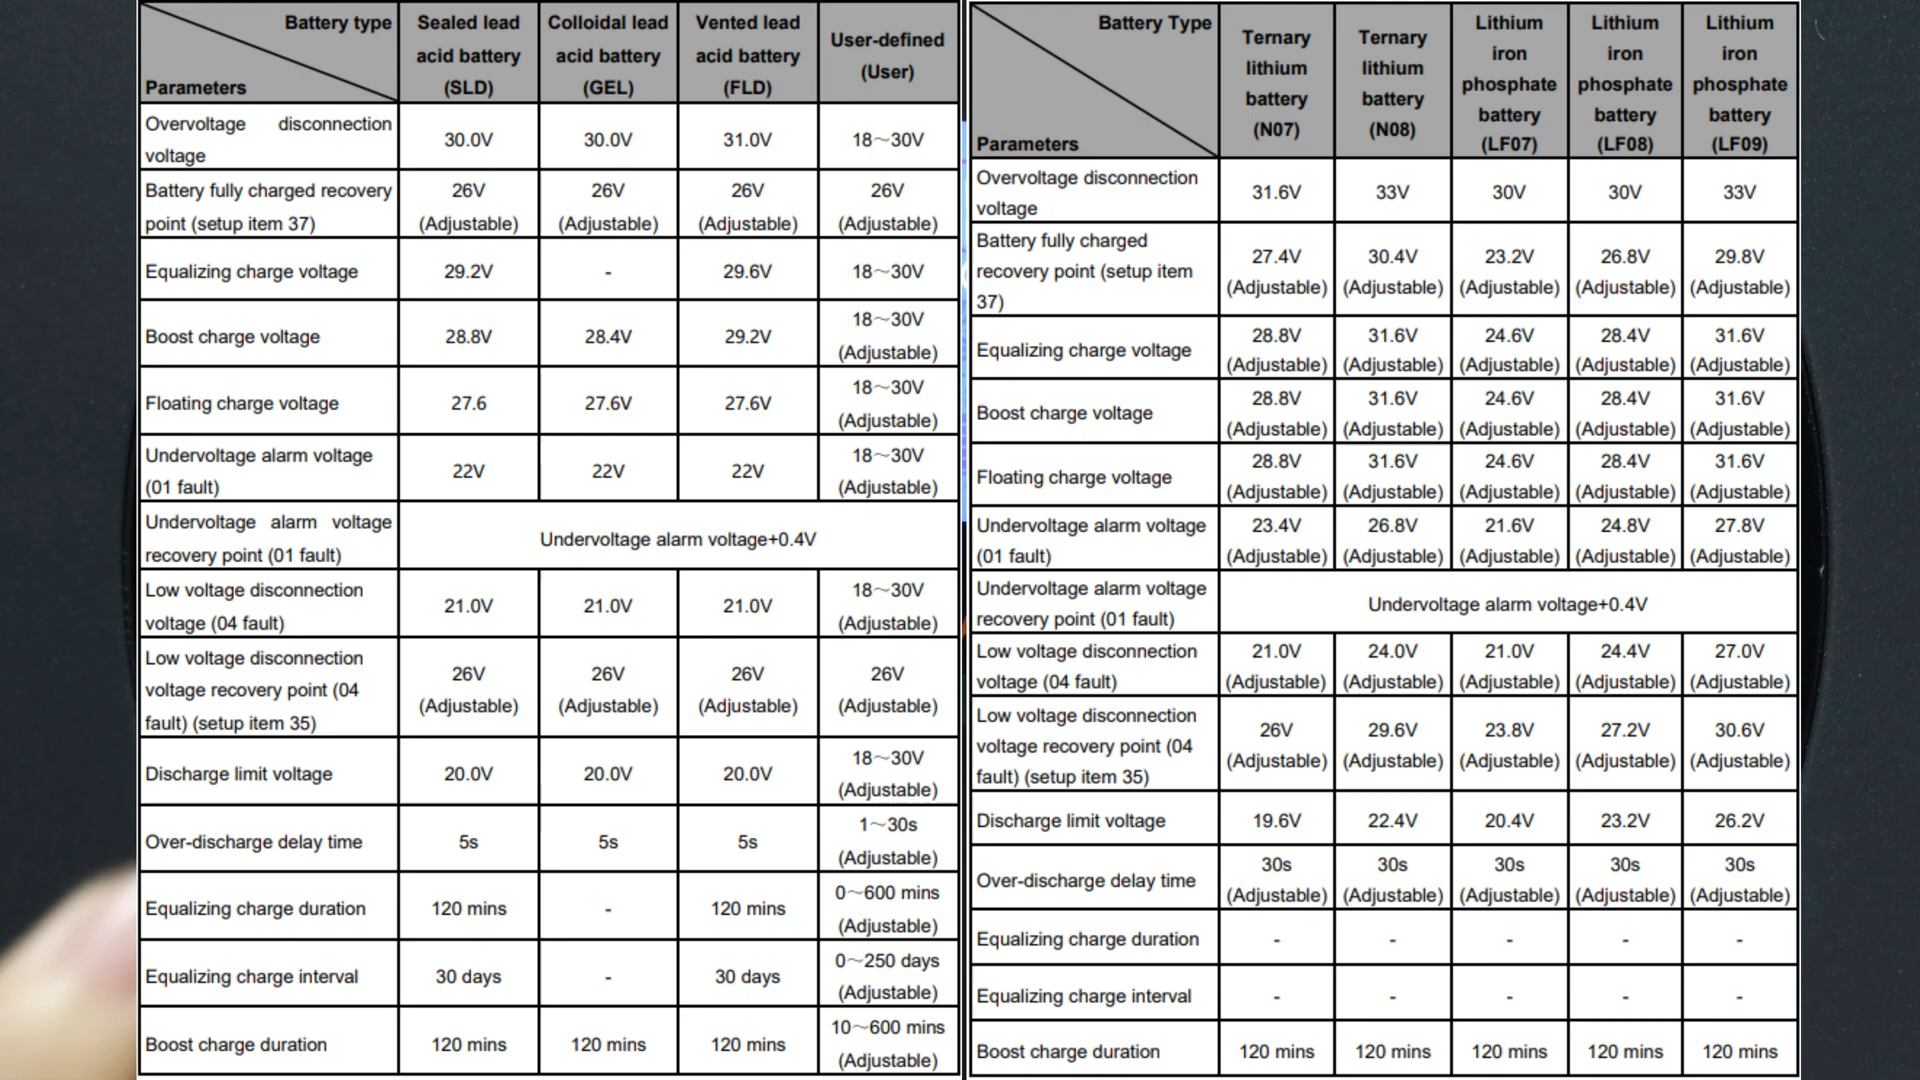 Battery type
Parameters
Sealed lead acid battery (SLD)
Colloidal lead acid battery (GEL)
Vented lead acid battery (FLD)
User-defined (User)
Overvoltage disconnection voltage 30.0V 30.0V 31.0V 18～30V
Battery fully charged recovery point (setup item 37) 26V (Adjustable) 26V (Adjustable) 26V (Adjustable) 26V (Adjustable)
Equalizing charge voltage 29.2V - 29.6V 18～30V
Boost charge voltage 28.8V 28.4V 29.2V 18～30V (Adjustable)
Floating charge voltage 27.6 27.6V 27.6V 18～30V (Adjustable)
Undervoltage alarm voltage (01 fault) 22V 22V 22V 18～30V (Adjustable)
Undervoltage alarm voltage recovery point (01 fault) Undervoltage alarm voltage+0.4V
Low voltage disconnection voltage (04 fault) 21.0V 21.0V 21.0V 18～30V (Adjustable)
Low voltage disconnection voltage recovery point (04 fault) (setup item 35) 26V (Adjustable) 26V (Adjustable) 26V (Adjustable) 26V (Adjustable)
Discharge limit voltage 20.0V 20.0V 20.0V 18～30V (Adjustable)
Over-discharge delay time 5s 5s 5s 1～30s (Adjustable)
Equalizing charge duration 120 mins - 120 mins 0～600 mins (Adjustable)
Equalizing charge interval 30 days - 30 days 0～250 days (Adjustable)
Boost charge duration 120 mins 120 mins 120 mins 10～600 mins (Adjustable)
Battery Type
Parameters
Ternary lithium battery (N07)
Ternary lithium battery (N08)
Lithium iron phosphate battery (LF07)
Lithium iron phosphate battery (LF08)
Lithium iron phosphate battery (LF09)
Overvoltage disconnection voltage 31.6V 33V 30V 30V 33V
Battery fully charged recovery point (setup item 37) 27.4V (Adjustable) 30.4V (Adjustable) 23.2V (Adjustable) 26.8V (Adjustable) 29.8V (Adjustable)
Equalizing charge voltage 28.8V (Adjustable) 31.6V (Adjustable) 24.6V (Adjustable) 28.4V (Adjustable) 31.6V (Adjustable)
Boost charge voltage 28.8V (Adjustable) 31.6V (Adjustable) 24.6V (Adjustable) 28.4V (Adjustable) 31.6V (Adjustable)
Floating charge voltage 28.8V (Adjustable) 31.6V (Adjustable) 24.6V (Adjustable) 28.4V (Adjustable) 31.6V (Adjustable)
Undervoltage alarm voltage (01 fault) 23.4V (Adjustable) 26.8V (Adjustable) 21.6V (Adjustable) 24.8V (Adjustable) 27.8V (Adjustable)
Undervoltage alarm voltage recovery point (01 fault) Undervoltage alarm voltage+0.4V
Low voltage disconnection voltage (04 fault) 21.0V (Adjustable) 24.0V (Adjustable) 21.0V (Adjustable) 24.4V (Adjustable) 27.0V (Adjustable)
Low voltage disconnection voltage recovery point (04 fault) (setup item 35) 26V (Adjustable) 29.6V (Adjustable) 23.8V (Adjustable) 27.2V (Adjustable) 30.6V (Adjustable)
Discharge limit voltage 19.6V 22.4V 20.4V 23.2V 26.2V
Over-discharge delay time 30s (Adjustable) 30s (Adjustable) 30s (Adjustable) 30s (Adjustable) 30s (Adjustable)
Equalizing charge duration - - - - -
Equalizing charge interval - - - - -
Boost charge duration 120 mins 120 mins 120 mins 120 mins 120 mins